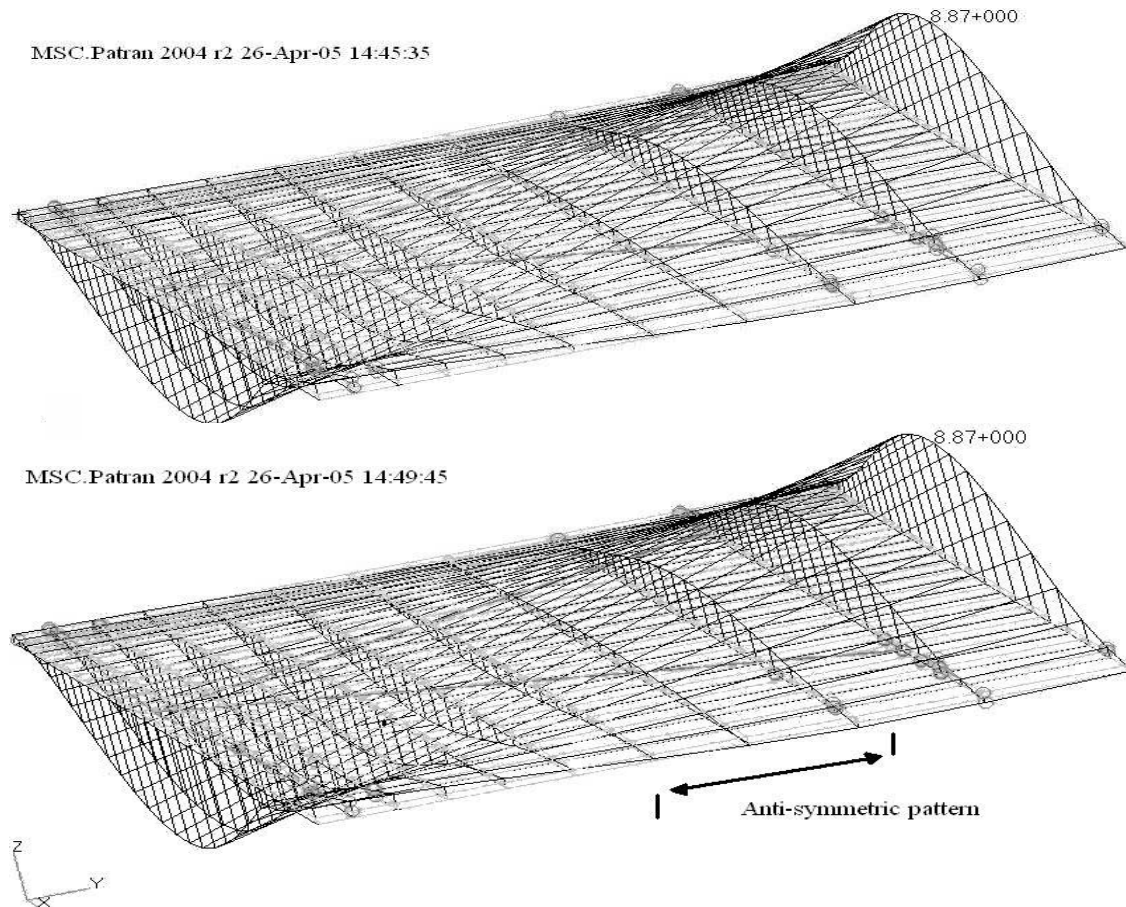 8.87+000
MSC.Patran 2004 r2 26-Apr-05 14:45:35
8.87+000
MSC.Patran 2004 r2 26-Apr-05 14:49:45
Anti-symmetric pattern
Z
Y
X